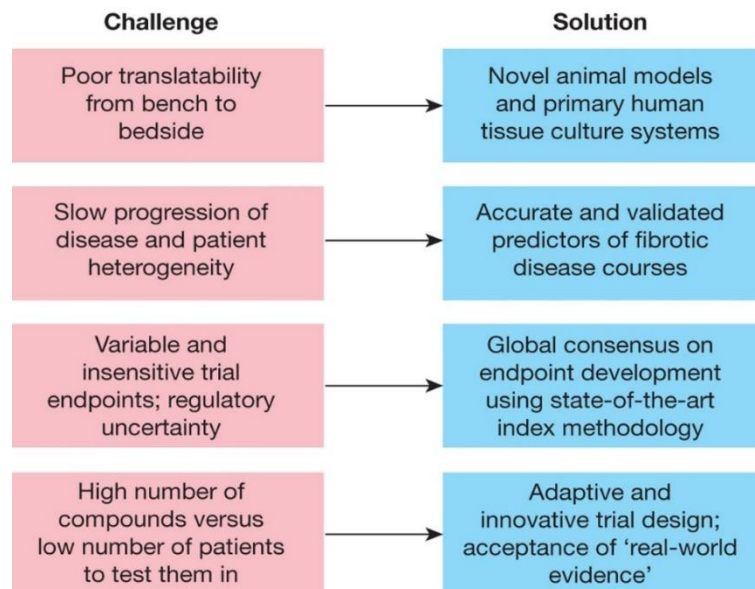 Challenge
Solution
Poor translatability
from bench to
bedside
Novel animal models
and primary human
tissue culture systems
Slow progression of
disease and patient
heterogeneity
Accurate and validated
predictors of fibrotic
disease courses
Variable and
insensitive trial
endpoints; regulatory
uncertainty
Global consensus on
endpoint development
using state-of-the-art
index methodology
High number of
compounds versus
low number of patients
to test them in
Adaptive and
innovative trial design;
acceptance of ‘real-world
evidence’